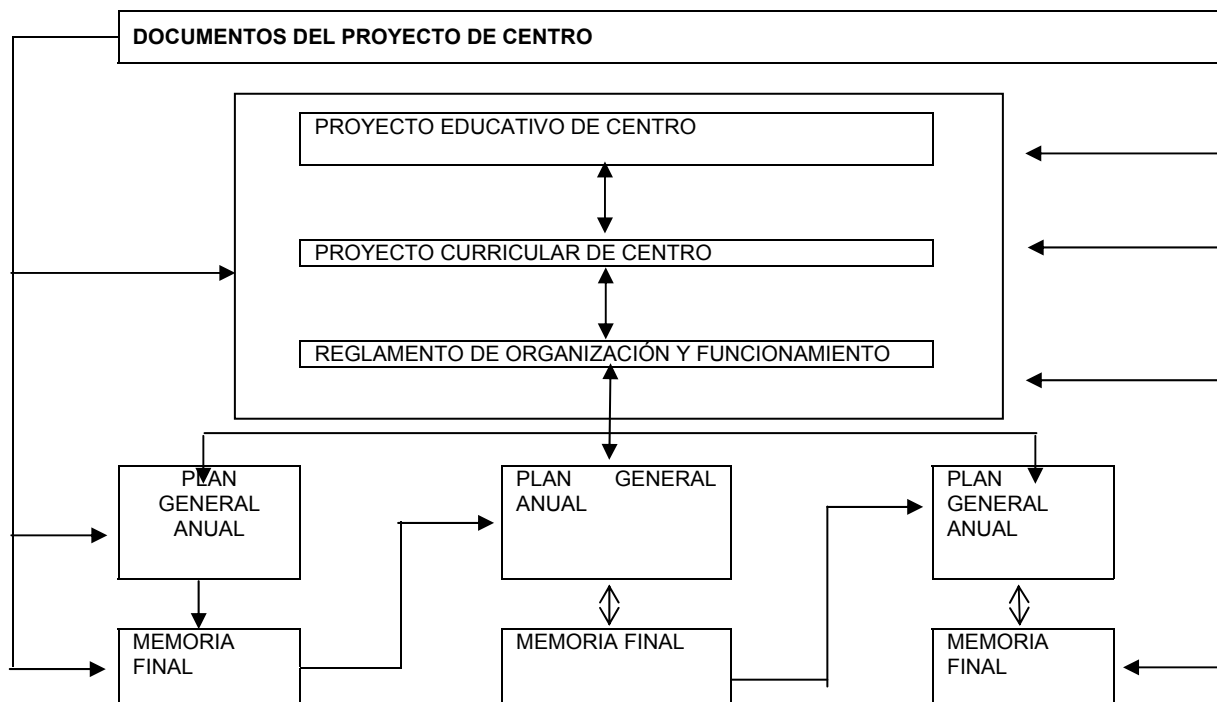 DOCUMENTOS DEL PROYECTO DE CENTRO
PROYECTO EDUCATIVO DE CENTRO
PROYECTO CURRICULAR DE CENTRO
REGLAMENTO DE ORGANIZACIÓN Y FUNCIONAMIENTO
PLAN
GENERAL
ANUAL
PLAN GENERAL
ANUAL
PLAN
GENERAL
ANUAL
MEMORIA
FINAL
MEMORIA FINAL
MEMORIA
FINAL